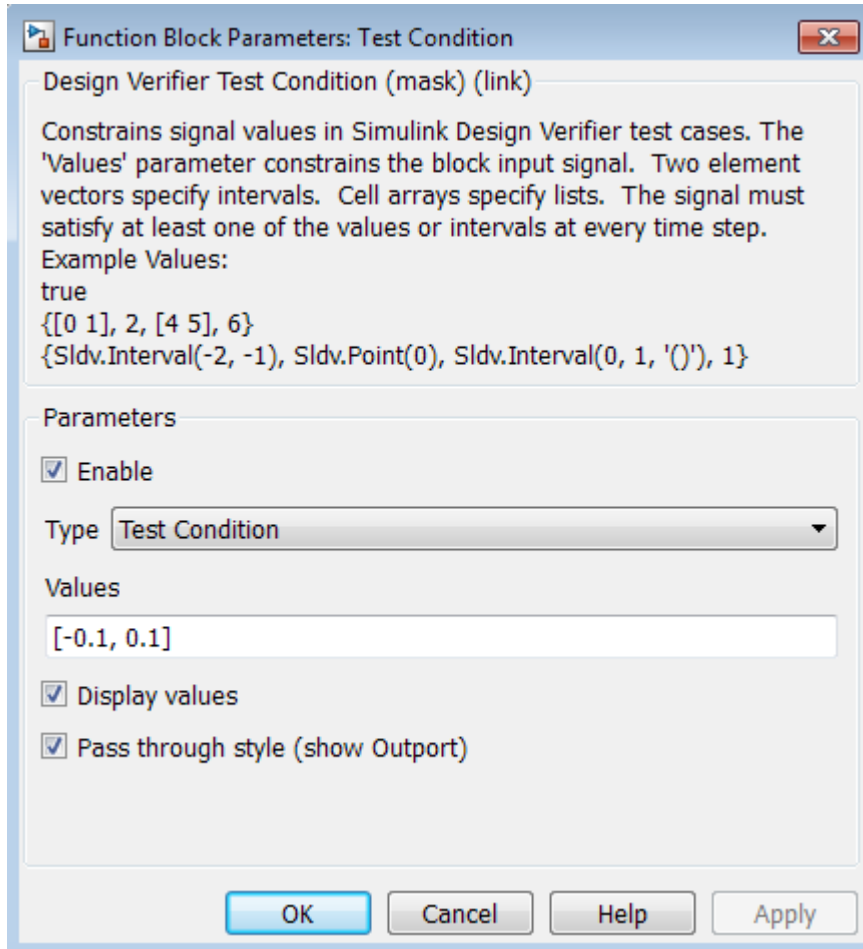 Function Block Parameters: Test Condition
Design Verifier Test Condition (mask) (link)
Constrains signal values in Simulink Design Verifier test cases. The
'Values' parameter constrains the block input signal.  Two element
vectors specify intervals.  Cell arrays specify lists.  The signal must
satisfy at least one of the values or intervals at every time step.
Example Values:
true
{[0 1], 2, [4 5], 6}
{Sldv.Interval(-2, -1), Sldv.Point(0), Sldv.Interval(0, 1, '()'), 1}
Parameters
Enable
Type Test Condition
Values
[-0.1, 0.1]
Display values
Pass through style (show Outport)
OK Cancel Help Apply